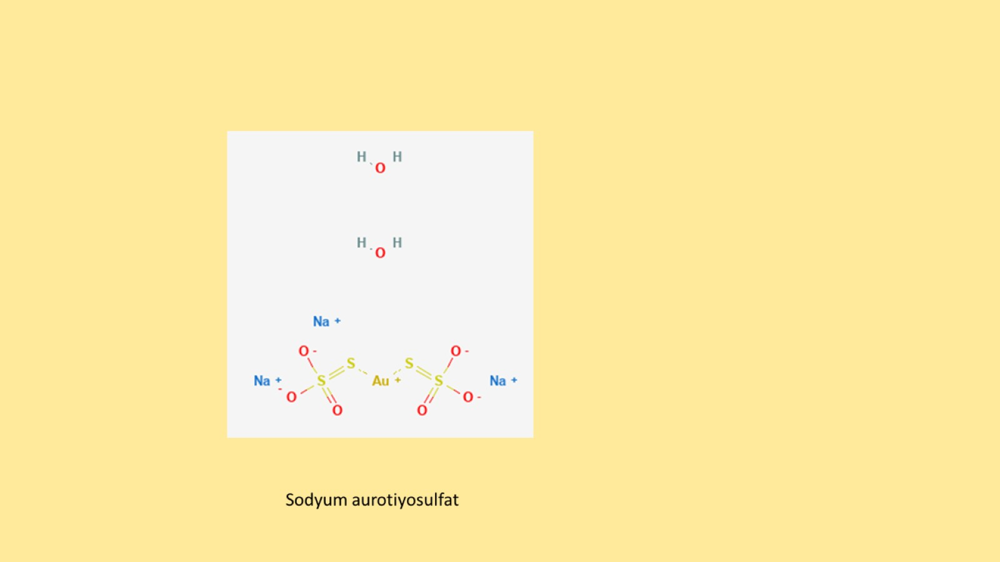 H H
O
H H
O
Na +
O - O -
S S
Na + S Au + S Na +
- O O -
O O
Sodyum aurotiyosulfat